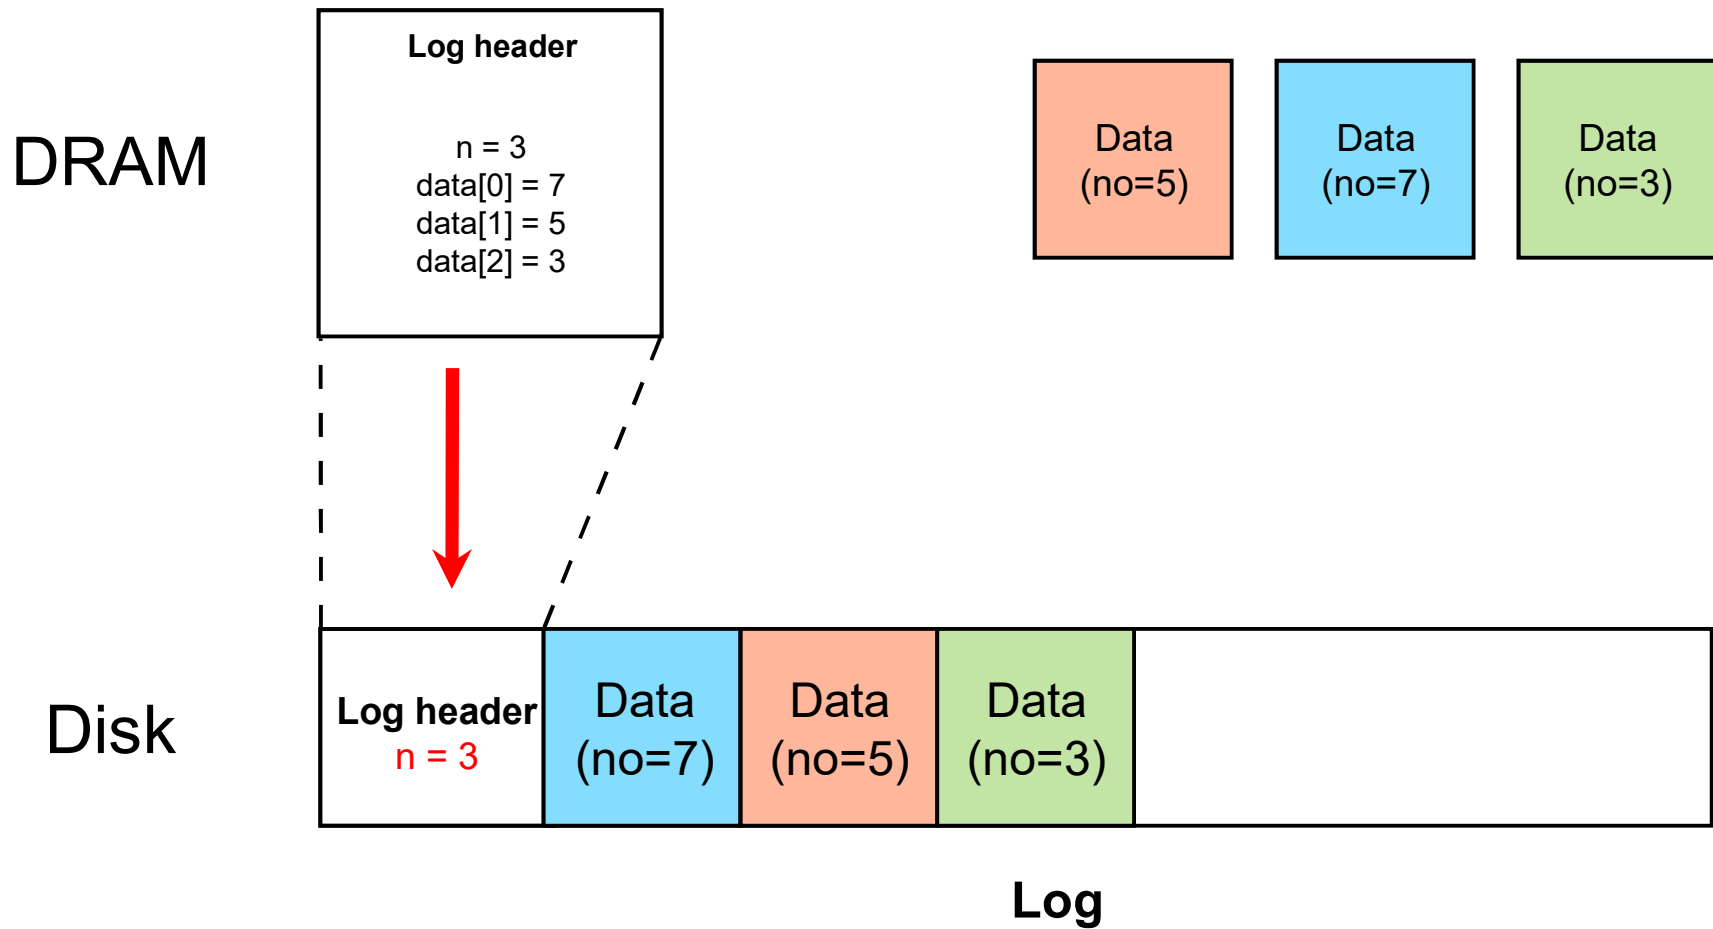 DRAM
Log header
n = 3
data[0] = 7
data[1] = 5
data[2] = 3
Data
(no=5)
Data
(no=7)
Data
(no=3)
Disk
Log header
n = 3
Data
(no=7)
Data
(no=5)
Data
(no=3)
Log